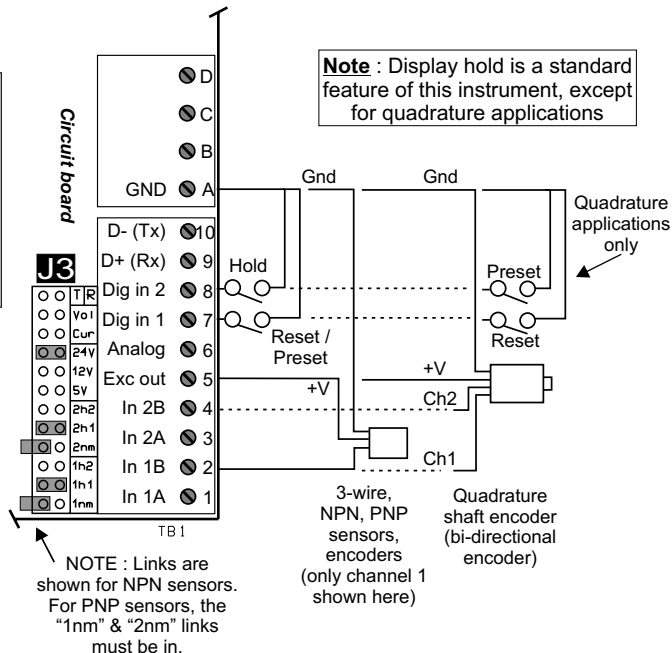 Note : Display hold is a standard
feature of this instrument, except
for quadrature applications
Circuit board
D
C
B
GND A
Gnd
Gnd
Quadrature
applications
only
D- (Tx) 10
D+ (Rx) 9
Dig in 2 8
Dig in 1 7
Analog 6
Exc out 5
In 2B 4
In 2A 3
In 1B 2
In 1A 1
TB1
J3
T R
Vol
Cur
24V
12V
5V
2h2
2h1
2nm
1h2
1h1
1nm
Hold
Reset /
Preset
Preset
Reset
+V
+V
Ch2
Ch1
3-wire,
NPN, PNP
sensors,
encoders
(only channel 1
shown here)
Quadrature
shaft encoder
(bi-directional
encoder)
NOTE : Links are
shown for NPN sensors.
For PNP sensors, the
“1nm” & “2nm” links
must be in.